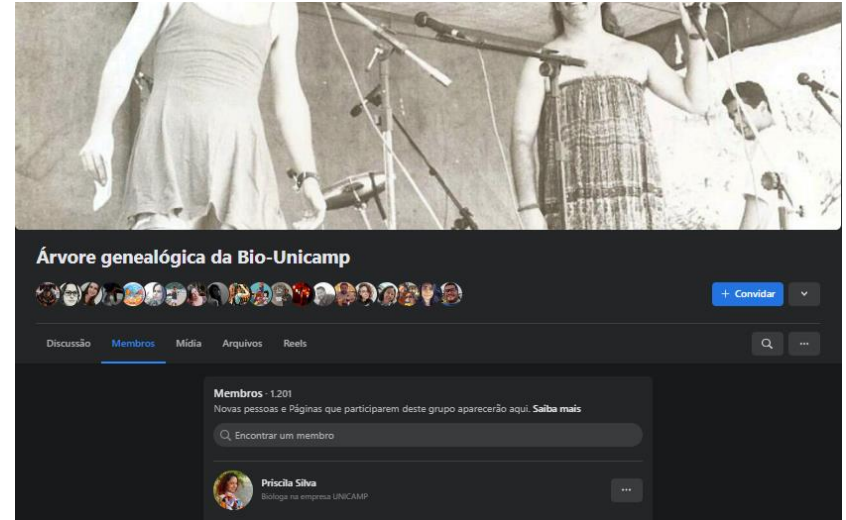 Árvore genealógica da Bio-Unicamp
+ Convidar
Discussão Membros Mídia Arquivos Reels
Membros · 1.201
Novas pessoas e Páginas que participarem deste grupo aparecerão aqui. Saiba mais
Encontrar um membro
Priscila Silva
Bióloga na empresa UNICAMP